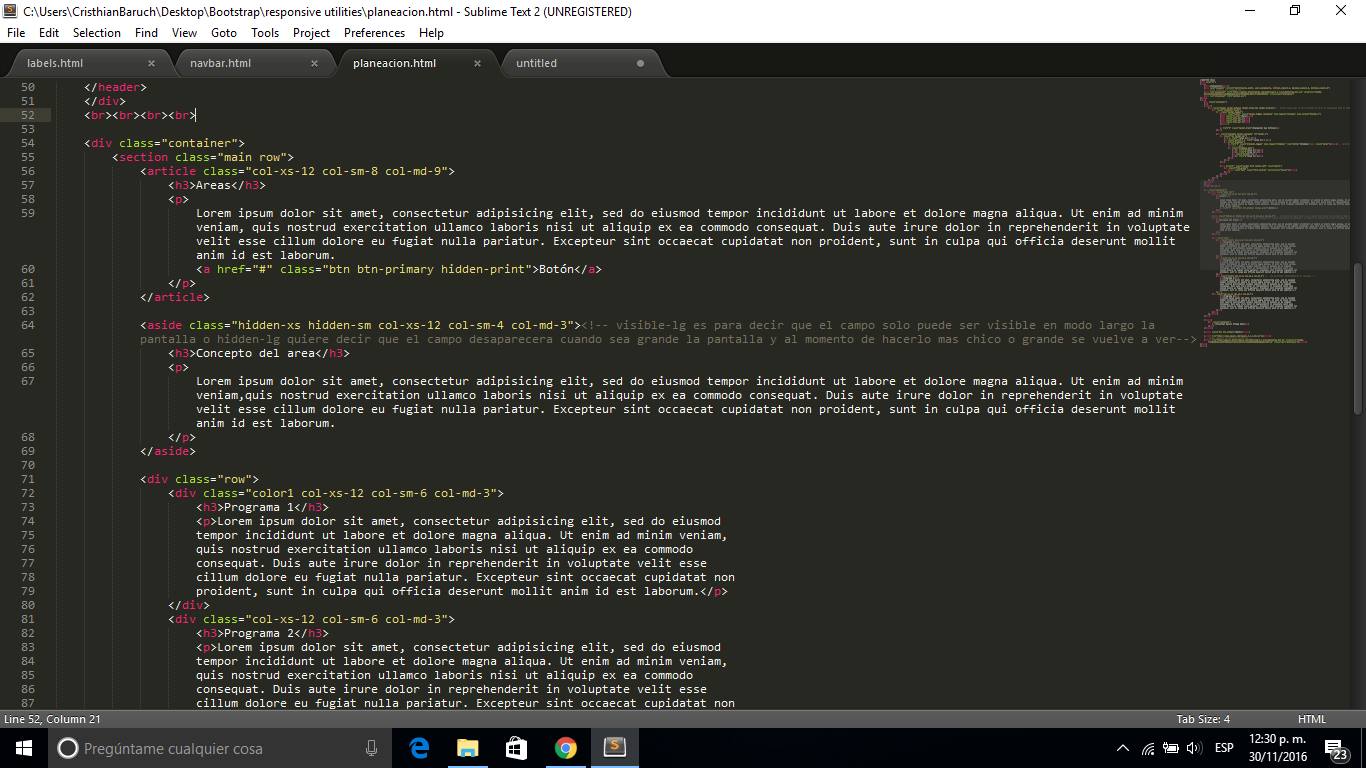 C:\Users\CristhianBaruch\Desktop\Bootstrap\responsive utilities\planeacion.html - Sublime Text 2 (UNREGISTERED)
File Edit Selection Find View Goto Tools Project Preferences Help
labels.html × navbar.html × planeacion.html × untitled
50 </header>
51 </div>
52 <br><br><br><br>
53
54 <div class="container">
55 <section class="main row">
56 <article class="col-xs-12 col-sm-8 col-md-9">
57 <h3>Areas</h3>
58 <p>
59 Lorem ipsum dolor sit amet, consectetur adipisicing elit, sed do eiusmod tempor incididunt ut labore et dolore magna aliqua. Ut enim ad minim
veniam, quis nostrud exercitation ullamco laboris nisi ut aliquip ex ea commodo consequat. Duis aute irure dolor in reprehenderit in voluptate
velit esse cillum dolore eu fugiat nulla pariatur. Excepteur sint occaecat cupidatat non proident, sunt in culpa qui officia deserunt mollit
anim id est laborum.
60 <a href="#" class="btn btn-primary hidden-print">Botón</a>
61 </p>
62 </article>
63
64 <aside class="hidden-xs hidden-sm col-xs-12 col-sm-4 col-md-3"><!-- visible-lg es para decir que el campo solo puede ser visible en modo largo la
pantalla o hidden-lg quiere decir que el campo desaparecera cuando sea grande la pantalla y al momento de hacerlo mas chico o grande se vuelve a ver-->
65 <h3>Concepto del area</h3>
66 <p>
67 Lorem ipsum dolor sit amet, consectetur adipisicing elit, sed do eiusmod tempor incididunt ut labore et dolore magna aliqua. Ut enim ad minim
veniam,quis nostrud exercitation ullamco laboris nisi ut aliquip ex ea commodo consequat. Duis aute irure dolor in reprehenderit in voluptate
velit esse cillum dolore eu fugiat nulla pariatur. Excepteur sint occaecat cupidatat non proident, sunt in culpa qui officia deserunt mollit
anim id est laborum.
68 </p>
69 </aside>
70
71 <div class="row">
72 <div class="color1 col-xs-12 col-sm-6 col-md-3">
73 <h3>Programa 1</h3>
74 <p>Lorem ipsum dolor sit amet, consectetur adipisicing elit, sed do eiusmod
75 tempor incididunt ut labore et dolore magna aliqua. Ut enim ad minim veniam,
76 quis nostrud exercitation ullamco laboris nisi ut aliquip ex ea commodo
77 consequat. Duis aute irure dolor in reprehenderit in voluptate velit esse
78 cillum dolore eu fugiat nulla pariatur. Excepteur sint occaecat cupidatat non
79 proident, sunt in culpa qui officia deserunt mollit anim id est laborum.</p>
80 </div>
81 <div class="col-xs-12 col-sm-6 col-md-3">
82 <h3>Programa 2</h3>
83 <p>Lorem ipsum dolor sit amet, consectetur adipisicing elit, sed do eiusmod
84 tempor incididunt ut labore et dolore magna aliqua. Ut enim ad minim veniam,
85 quis nostrud exercitation ullamco laboris nisi ut aliquip ex ea commodo
86 consequat. Duis aute irure dolor in reprehenderit in voluptate velit esse
87 cillum dolore eu fugiat nulla pariatur. Excepteur sint occaecat cupidatat non
Line 52, Column 21 Tab Size: 4 HTML
Pregúntame cualquier cosa ESP 12:30 p. m.
30/11/2016 23